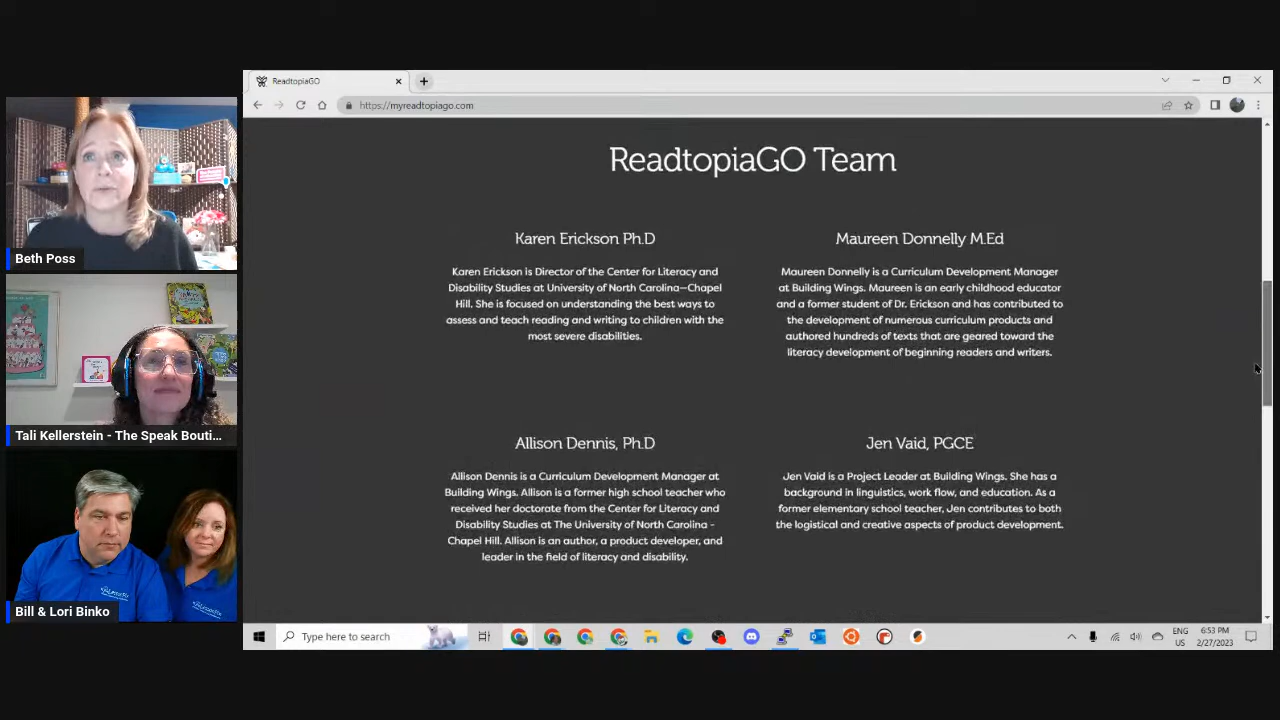 ReadtopiaGO
https://myreadtopiago.com
ReadtopiaGO Team
Karen Erickson Ph.D
Karen Erickson is Director of the Center for Literacy and
Disability Studies at University of North Carolina—Chapel
Hill. She is focused on understanding the best ways to
assess and teach reading and writing to children with the
most severe disabilities.
Maureen Donnelly M.Ed
Maureen Donnelly is a Curriculum Development Manager
at Building Wings. Maureen is an early childhood educator
and a former student of Dr. Erickson and has contributed to
the development of numerous curriculum products and
authored hundreds of texts that are geared toward the
literacy development of beginning readers and writers.
Allison Dennis, Ph.D
Allison Dennis is a Curriculum Development Manager at
Building Wings. Allison is a former high school teacher who
received her doctorate from the Center for Literacy and
Disability Studies at The University of North Carolina -
Chapel Hill. Allison is an author, a product developer, and
leader in the field of literacy and disability.
Jen Vaid, PGCE
Jen Vaid is a Project Leader at Building Wings. She has a
background in linguistics, work flow, and education. As a
former elementary school teacher, Jen contributes to both
the logistical and creative aspects of product development.
Beth Poss
Tali Kellerstein - The Speak Bouti...
Bill & Lori Binko
Type here to search
ENG
US
6:53 PM
2/27/2023